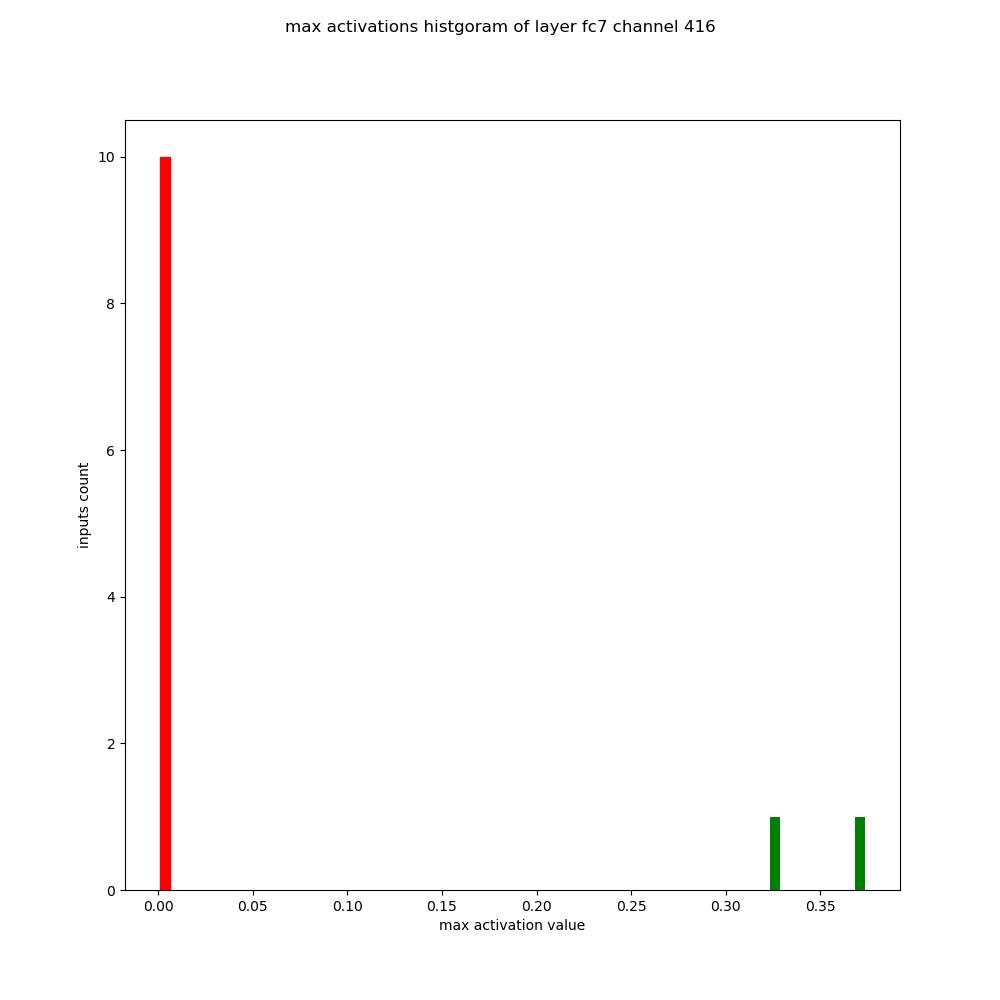 max activations histgoram of layer fc7 channel 416
inputs count
10
8
6
4
2
0
0.00 0.05 0.10 0.15 0.20 0.25 0.30 0.35
max activation value